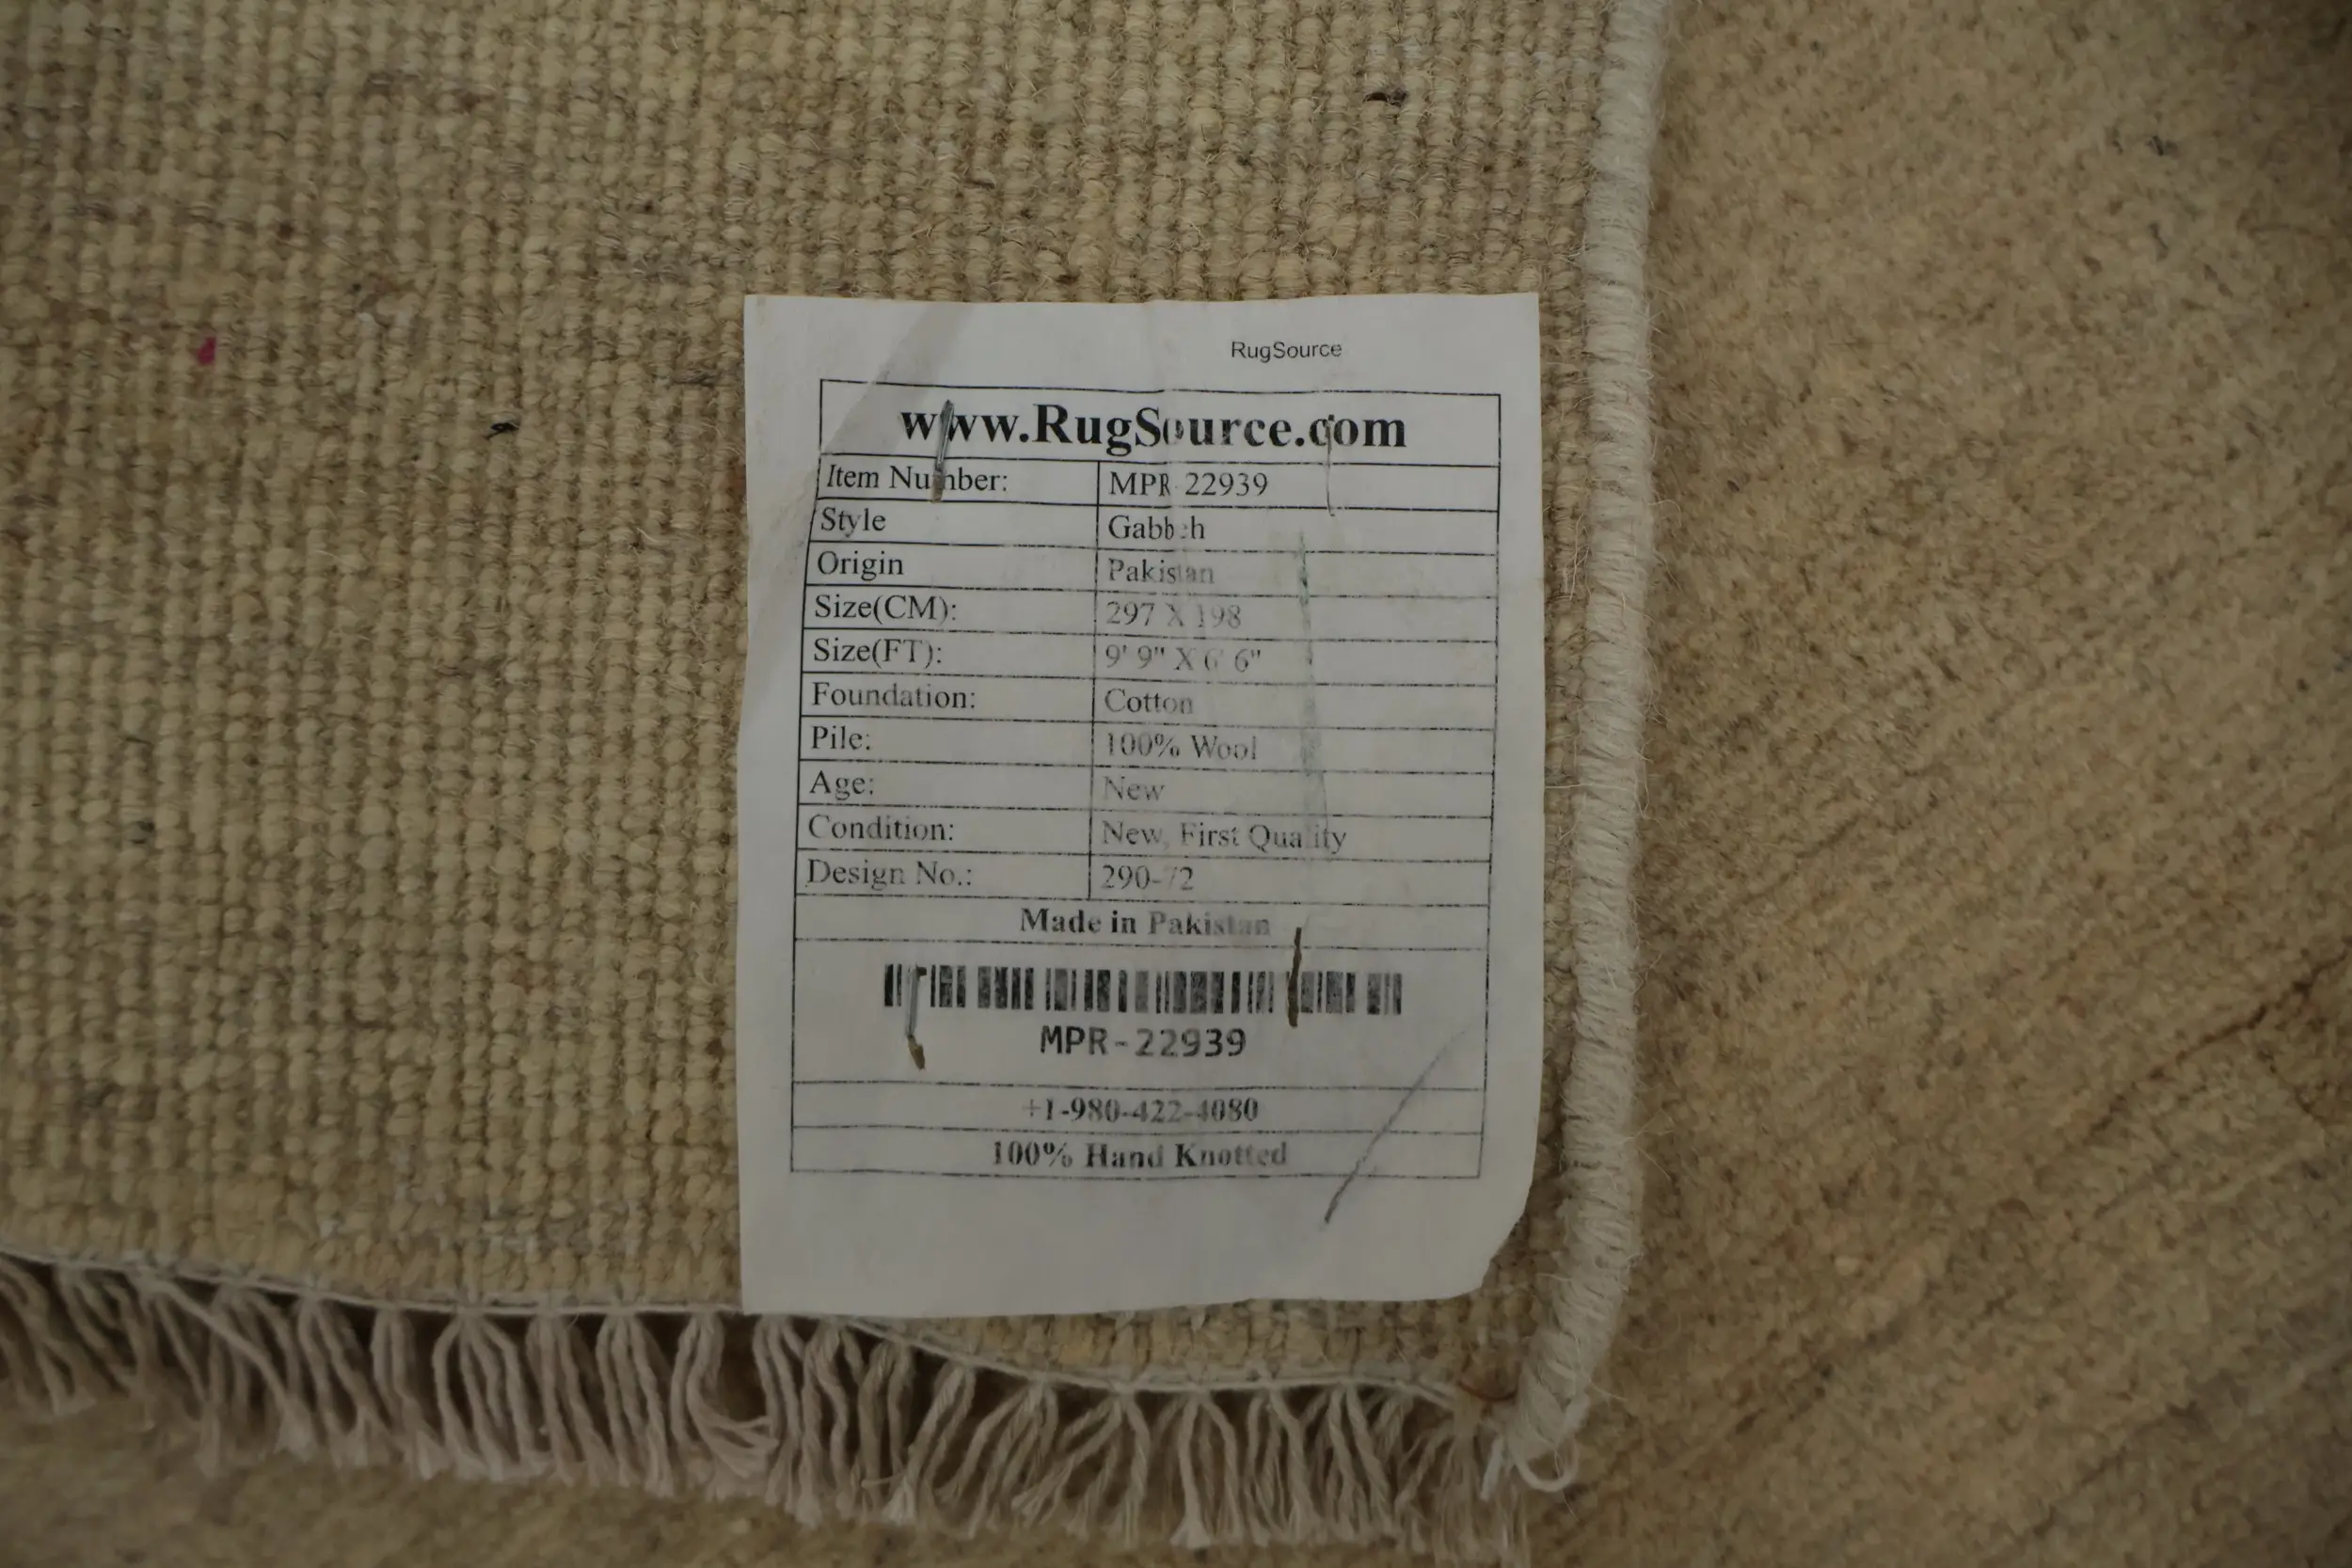 RugSource
www.RugSource.com
Item Number: MPR-22939
Style Gabbeh
Origin Pakistan
Size(CM): 297 X 198
Size(FT): 9' 9" X 6' 6"
Foundation: Cotton
Pile: 100% Wool
Age: New
Condition: New, First Quality
Design No.: 290-72
Made in Pakistan
MPR-22939
+1-980-422-4080
100% Hand Knotted